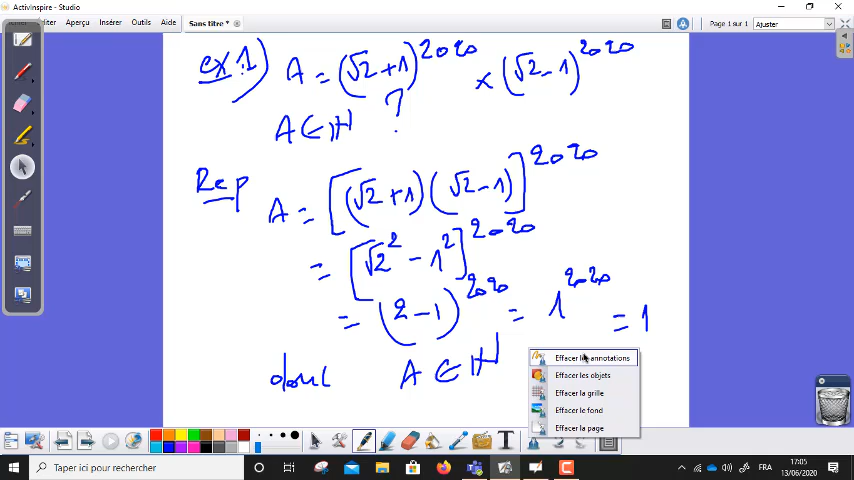 ActivInspire - Studio
Insérer Édition Outils Aide
Sans titre *
Page 1 sur 1
Ajuster
ex.1) A = (√2 + 1)^2020 × (√2 - 1)^2020
A ∈ ℕ ?
Rep
A = [(√2 + 1)(√2 - 1)]^2020
= [√2² - 1²]^2020
= (2 - 1)^2020 = 1^2020 = 1
donc A ∈ ℕ
Effacer les annotations
Effacer les objets
Effacer la grille
Effacer le fond
Effacer la page
Taper ici pour rechercher
FRA
17:05
13/06/2020